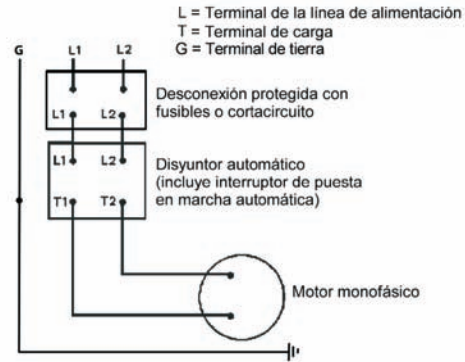 L = Terminal de la línea de alimentación
T = Terminal de carga
G = Terminal de tierra
G L1 L2
Desconexión protegida con
fusibles o cortacircuito
L1 L2
L1 L2
Disyuntor automático
(incluye interruptor de puesta
en marcha automática)
T1 T2
Motor monofásico